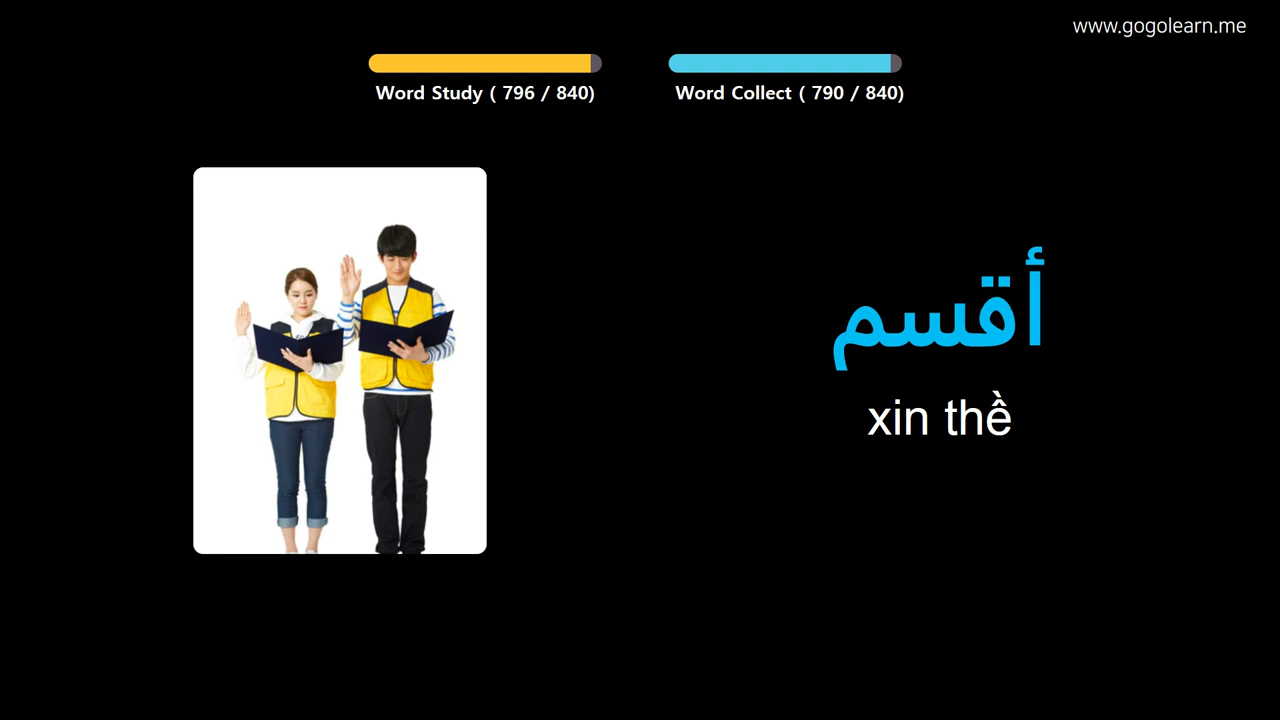 www.gogolearn.me
Word Study ( 796 / 840)
Word Collect ( 790 / 840)
أقسم
xin thề